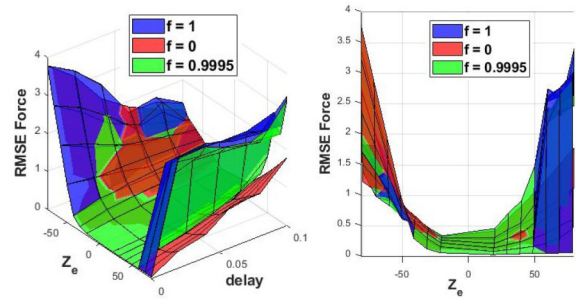 f = 1
f = 0
f = 0.9995
RMSE Force
4
3
2
1
0
-50
0
50
Ze
0
0.05
0.1
delay
f = 1
f = 0
f = 0.9995
RMSE Force
4
3.5
3
2.5
2
1.5
1
0.5
0
-50
0
50
Ze